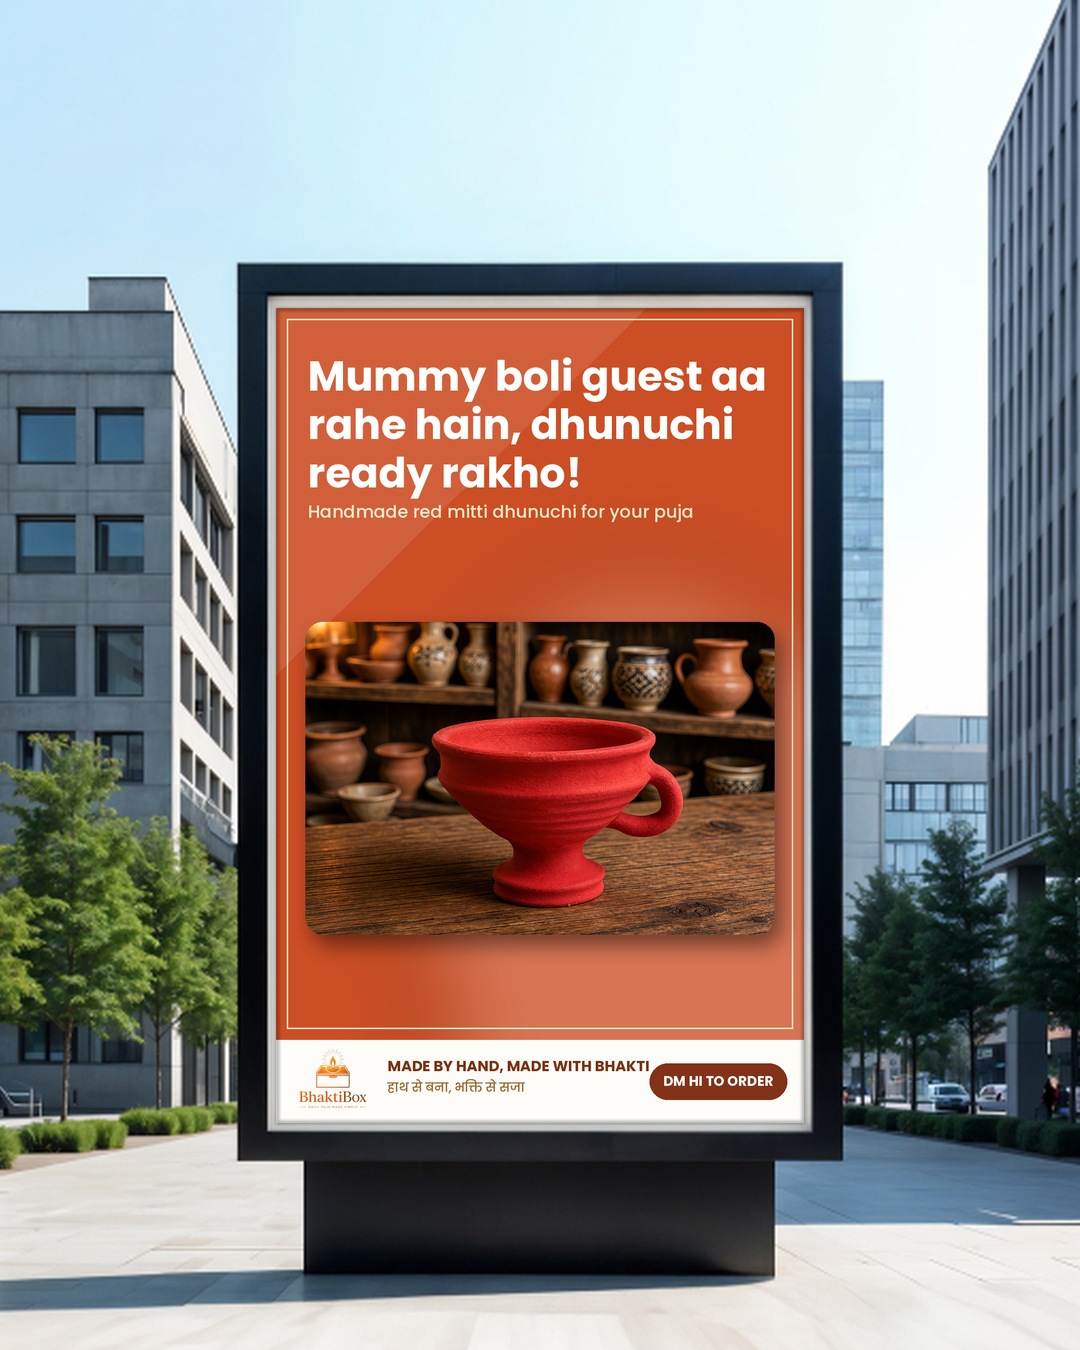 Mummy boli guest aa
rahe hain, dhunuchi
ready rakho!
Handmade red mitti dhunuchi for your puja
MADE BY HAND, MADE WITH BHAKTI
हाथ से बना, भक्ति से सजा
DM HI TO ORDER
BhaktiBox